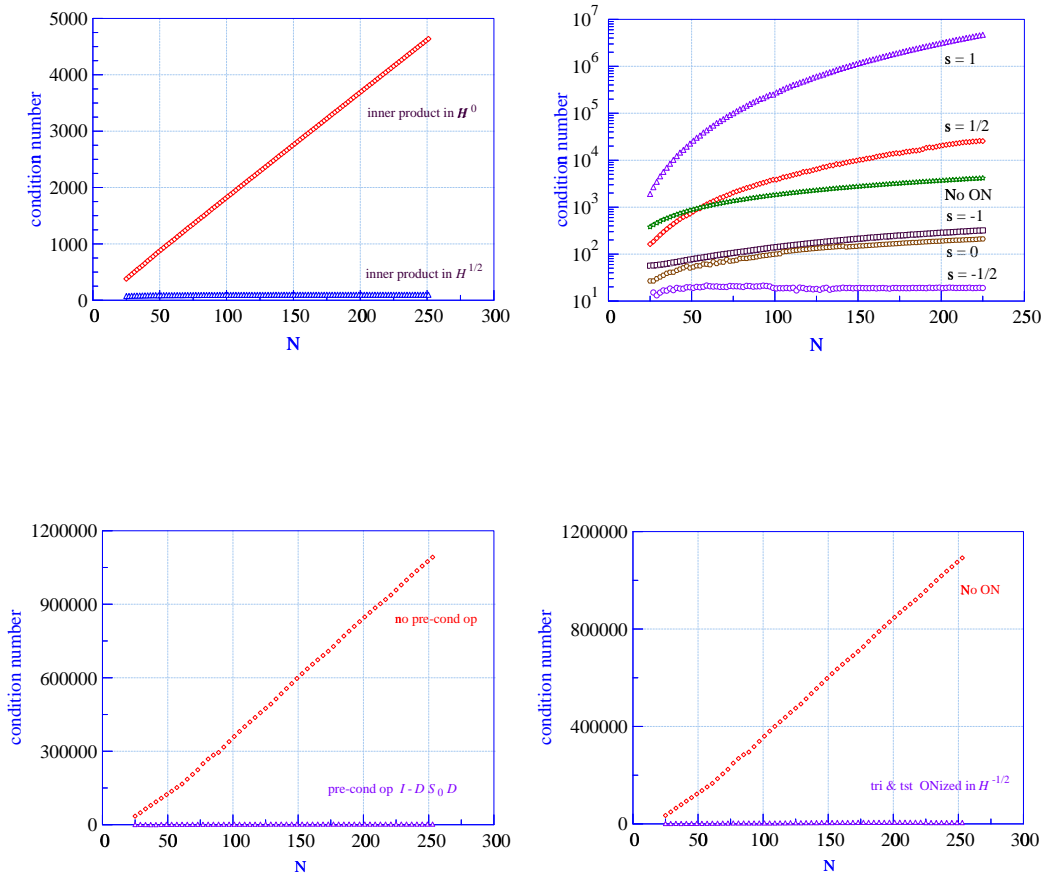 5000
4000
3000
2000
1000
0
0
50
100
150
200
250
300
condition number
N
inner product in H^0
inner product in H^{1/2}
10^7
10^6
10^5
10^4
10^3
10^2
10^1
0
50
100
150
200
250
condition number
N
s = 1
s = 1/2
No ON
s = -1
s = 0
s = -1/2
1200000
900000
600000
300000
0
0
50
100
150
200
250
300
condition number
N
no pre-cond op
pre-cond op I - D S_0 D
1200000
800000
400000
0
0
50
100
150
200
250
300
condition number
N
No ON
tri & tst ONized in H^{-1/2}